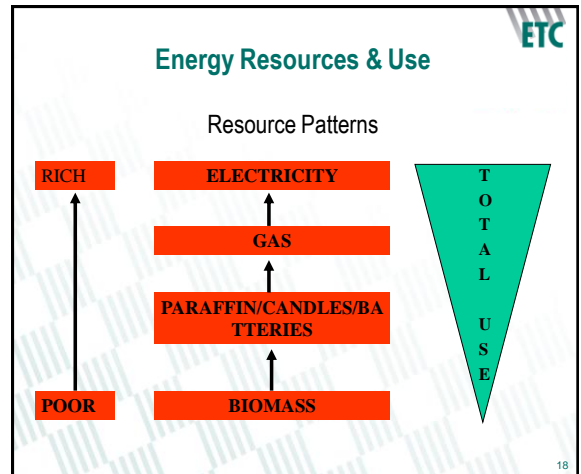 ETC
Energy Resources & Use
Resource Patterns
RICH
ELECTRICITY
GAS
PARAFFIN/CANDLES/BA
TTERIES
POOR
BIOMASS
T
O
T
A
L
U
S
E
18